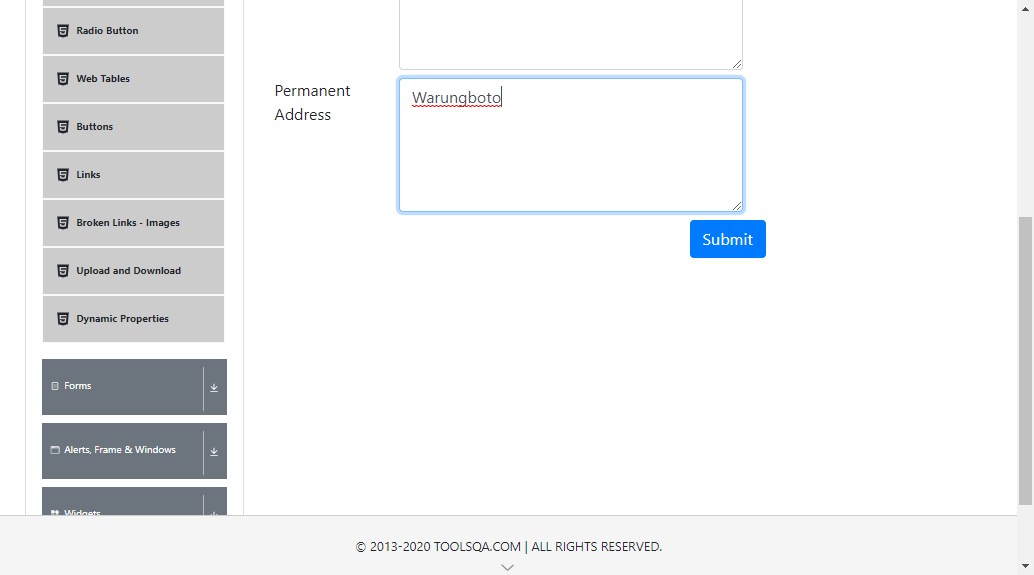 Radio Button
Web Tables
Buttons
Links
Broken Links - Images
Upload and Download
Dynamic Properties
Forms
Alerts, Frame & Windows
Widgets
Permanent
Address
Warungboto
Submit
© 2013-2020 TOOLSQA.COM | ALL RIGHTS RESERVED.